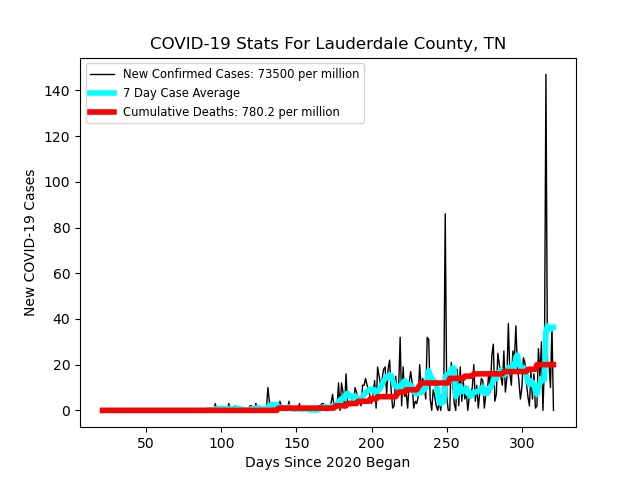 COVID-19 Stats For Lauderdale County, TN
New Confirmed Cases: 73500 per million
7 Day Case Average
Cumulative Deaths: 780.2 per million
New COVID-19 Cases
140
120
100
80
60
40
20
0
50 100 150 200 250 300
Days Since 2020 Began